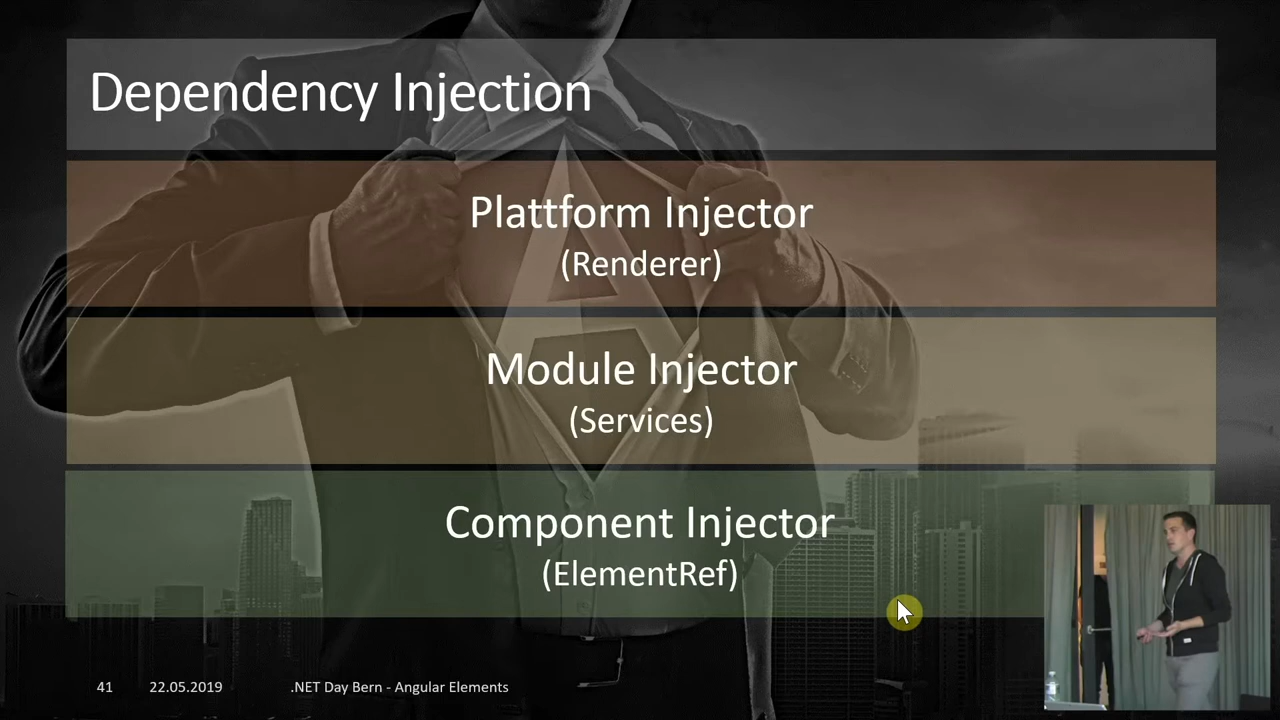 Dependency Injection
Plattform Injector
(Renderer)
Module Injector
(Services)
Component Injector
(ElementRef)
41 22.05.2019 .NET Day Bern - Angular Elements